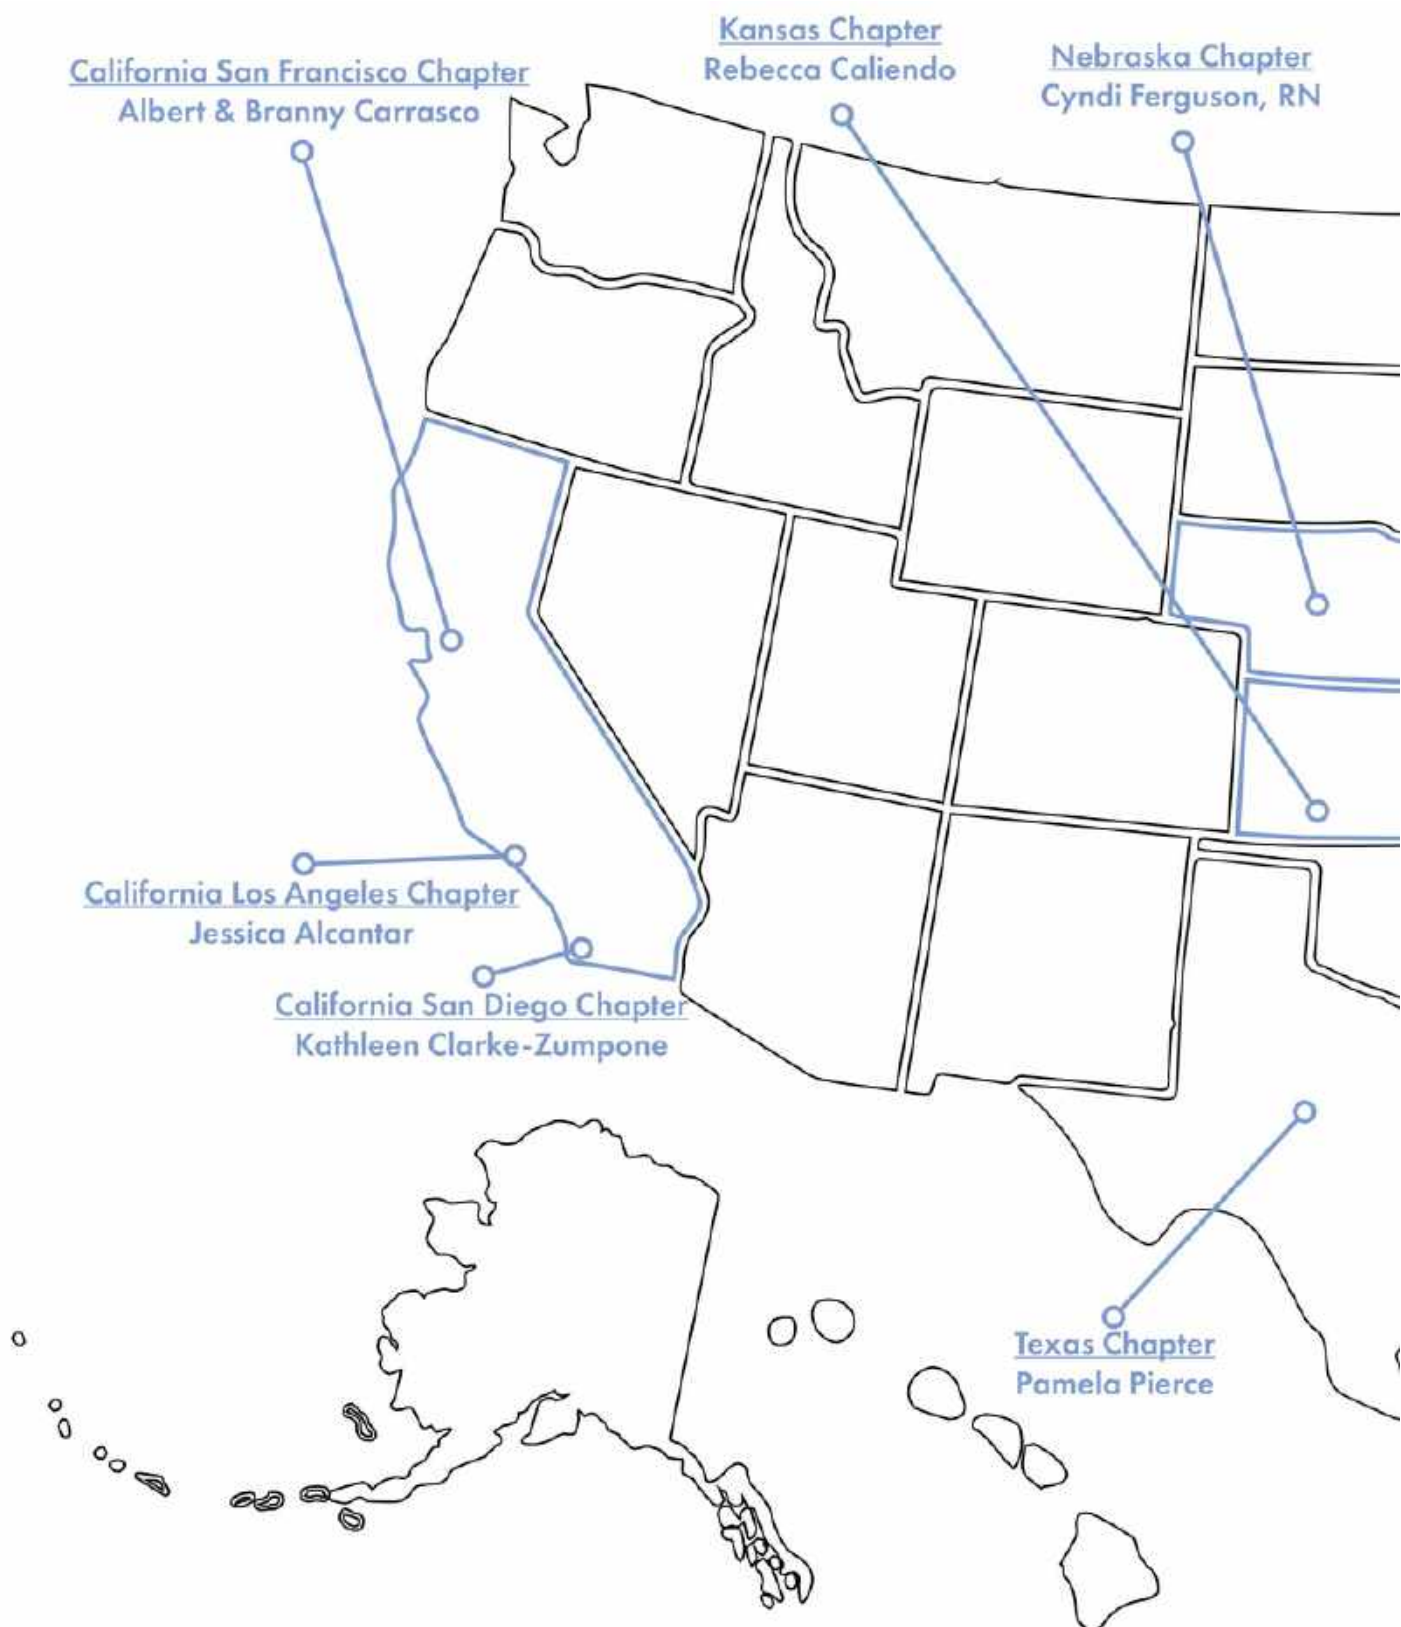 Kansas Chapter
Rebecca Caliendo
Nebraska Chapter
Cyndi Ferguson, RN
California San Francisco Chapter
Albert & Branny Carrasco
California Los Angeles Chapter
Jessica Alcantar
California San Diego Chapter
Kathleen Clarke-Zumpone
Texas Chapter
Pamela Pierce